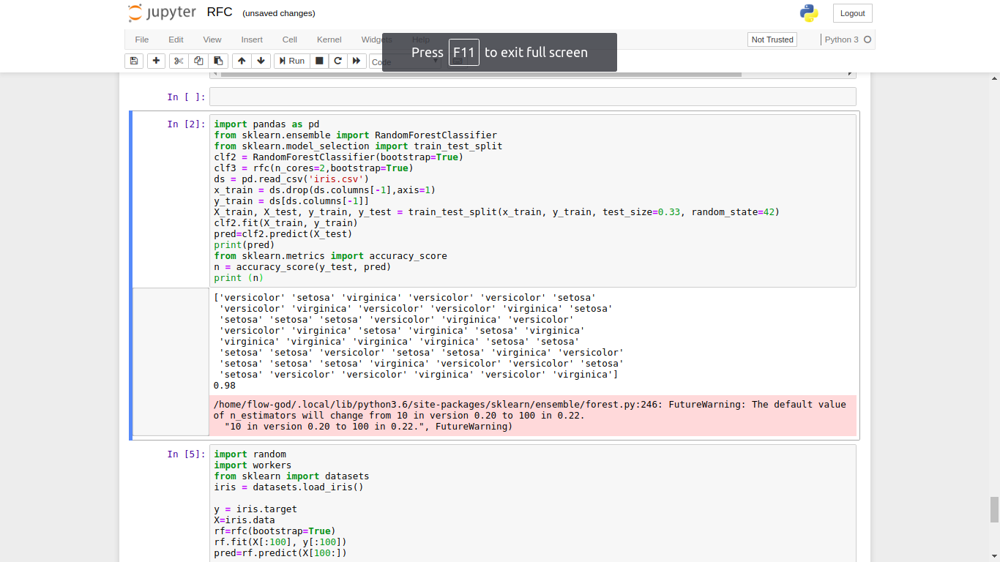 jupyter RFC (unsaved changes)
Logout
File Edit View Insert Cell Kernel Widgets Help
Not Trusted
Python 3
Press F11 to exit full screen
Run
Code
In [ ]:
In [2]:
import pandas as pd
from sklearn.ensemble import RandomForestClassifier
from sklearn.model_selection import train_test_split
clf2 = RandomForestClassifier(bootstrap=True)
clf3 = rfc(n_cores=2,bootstrap=True)
ds = pd.read_csv('iris.csv')
x_train = ds.drop(ds.columns[-1],axis=1)
y_train = ds[ds.columns[-1]]
X_train, X_test, y_train, y_test = train_test_split(x_train, y_train, test_size=0.33, random_state=42)
clf2.fit(X_train, y_train)
pred=clf2.predict(X_test)
print(pred)
from sklearn.metrics import accuracy_score
n = accuracy_score(y_test, pred)
print (n)
['versicolor' 'setosa' 'virginica' 'versicolor' 'versicolor' 'setosa'
'versicolor' 'virginica' 'versicolor' 'versicolor' 'virginica' 'setosa'
'setosa' 'setosa' 'setosa' 'versicolor' 'virginica' 'versicolor'
'versicolor' 'virginica' 'setosa' 'virginica' 'setosa' 'virginica'
'virginica' 'virginica' 'virginica' 'virginica' 'setosa' 'setosa'
'setosa' 'setosa' 'versicolor' 'setosa' 'setosa' 'virginica' 'versicolor'
'setosa' 'setosa' 'setosa' 'virginica' 'versicolor' 'versicolor' 'setosa'
'setosa' 'versicolor' 'versicolor' 'virginica' 'versicolor' 'virginica']
0.98
/home/flow-god/.local/lib/python3.6/site-packages/sklearn/ensemble/forest.py:246: FutureWarning: The default value
of n_estimators will change from 10 in version 0.20 to 100 in 0.22.
"10 in version 0.20 to 100 in 0.22.", FutureWarning)
In [5]:
import random
import workers
from sklearn import datasets
iris = datasets.load_iris()
y = iris.target
X=iris.data
rf=rfc(bootstrap=True)
rf.fit(X[:100], y[:100])
pred=rf.predict(X[100:])